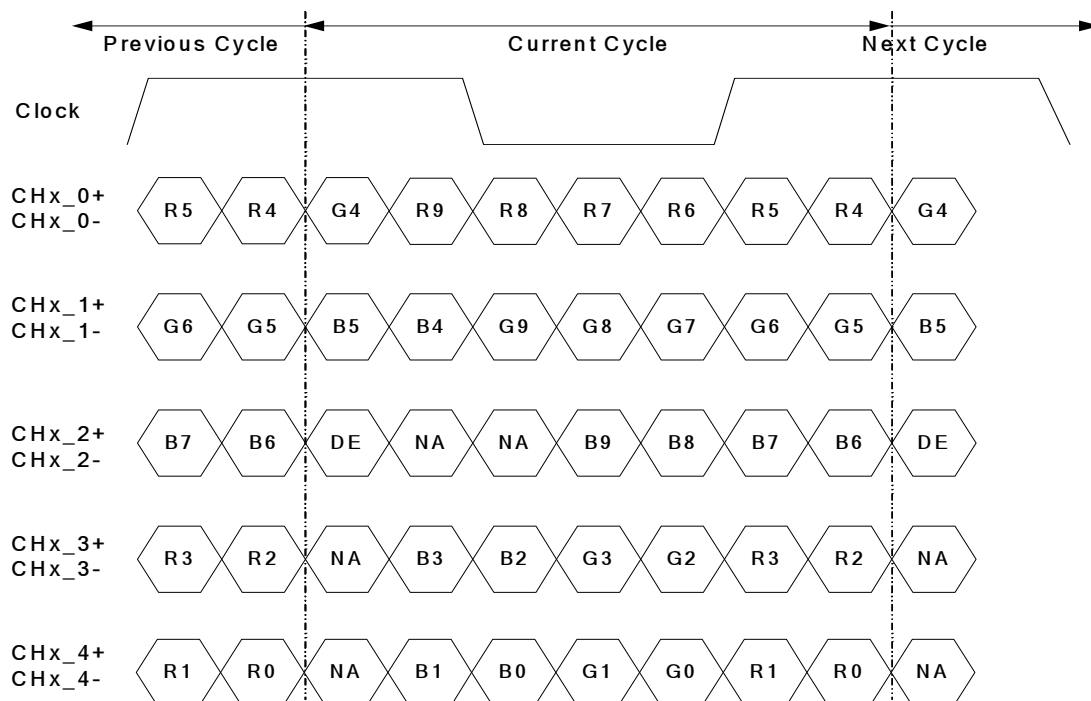 Previous Cycle Current Cycle Next Cycle
Clock
CHx_0+
CHx_0-
R5 R4 G4 R9 R8 R7 R6 R5 R4 G4
CHx_1+
CHx_1-
G6 G5 B5 B4 G9 G8 G7 G6 G5 B5
CHx_2+
CHx_2-
B7 B6 DE NA NA B9 B8 B7 B6 DE
CHx_3+
CHx_3-
R3 R2 NA B3 B2 G3 G2 R3 R2 NA
CHx_4+
CHx_4-
R1 R0 NA B1 B0 G1 G0 R1 R0 NA